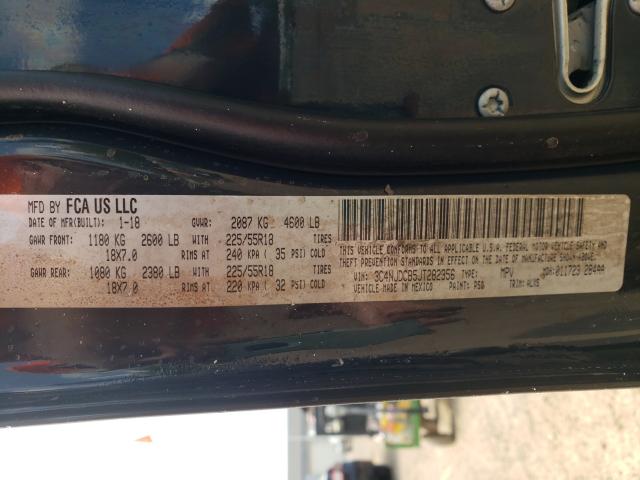 MFD BY FCA US LLC
DATE OF MFR(BUILT): 1-18 GVWR: 2087 KG 4600 LB
GAWR FRONT: 1180 KG 2600 LB WITH 225/55R18 TIRES
18X7.0 RIMS AT 240 KPA ( 35 PSI) COLD
GAWR REAR: 1080 KG 2380 LB WITH 225/55R18 TIRES
18X7.0 RIMS AT 220 KPA ( 32 PSI) COLD
THIS VEHICLE CONFORMS TO ALL APPLICABLE U.S.A. FEDERAL MOTOR VEHICLE SAFETY AND
THEFT PREVENTION STANDARDS IN EFFECT ON THE DATE OF MANUFACTURE SHOWN ABOVE.
VIN: 3C4NJDCB5JT282356 TYPE: MPV MDH: 011723 284AA
VEHICLE MADE IN MEXICO PAINT: PSQ TRIM: